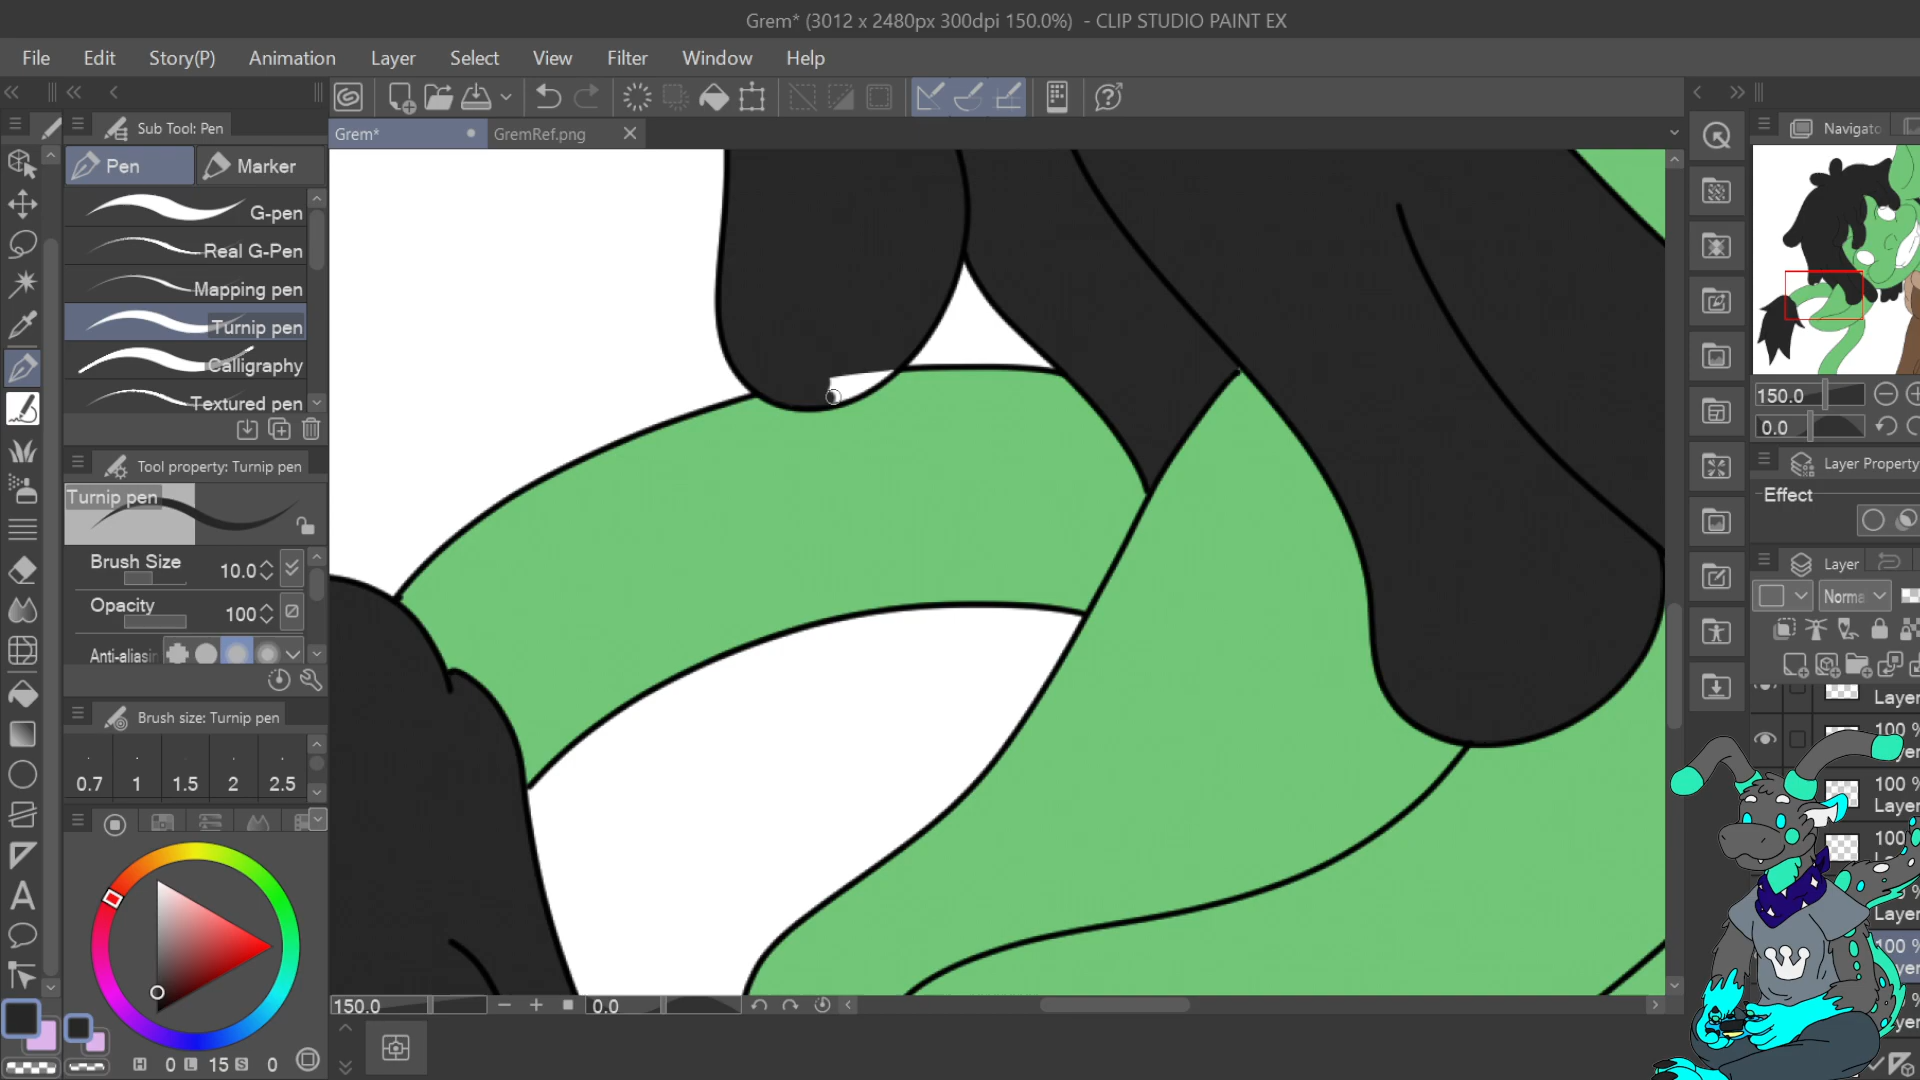 Grem* (3012 x 2480px 300dpi 150.0%) - CLIP STUDIO PAINT EX
File Edit Story(P) Animation Layer Select View Filter Window Help
Sub Tool: Pen
Grem* GremRef.png
Navigato
Pen Marker
G-pen
Real G-Pen
Mapping pen
Turnip pen
Calligraphy
Textured pen
150.0
0.0
Tool property: Turnip pen
Layer Property
Turnip pen
Effect
Brush Size 10.0
Layer
Opacity 100
Norma
Anti-aliasin
Layer
Brush size: Turnip pen
100 %
0.7 1 1.5 2 2.5
100 %
Layer
100
Layer
100 %
150.0 0.0
H 0 L 15 S 0